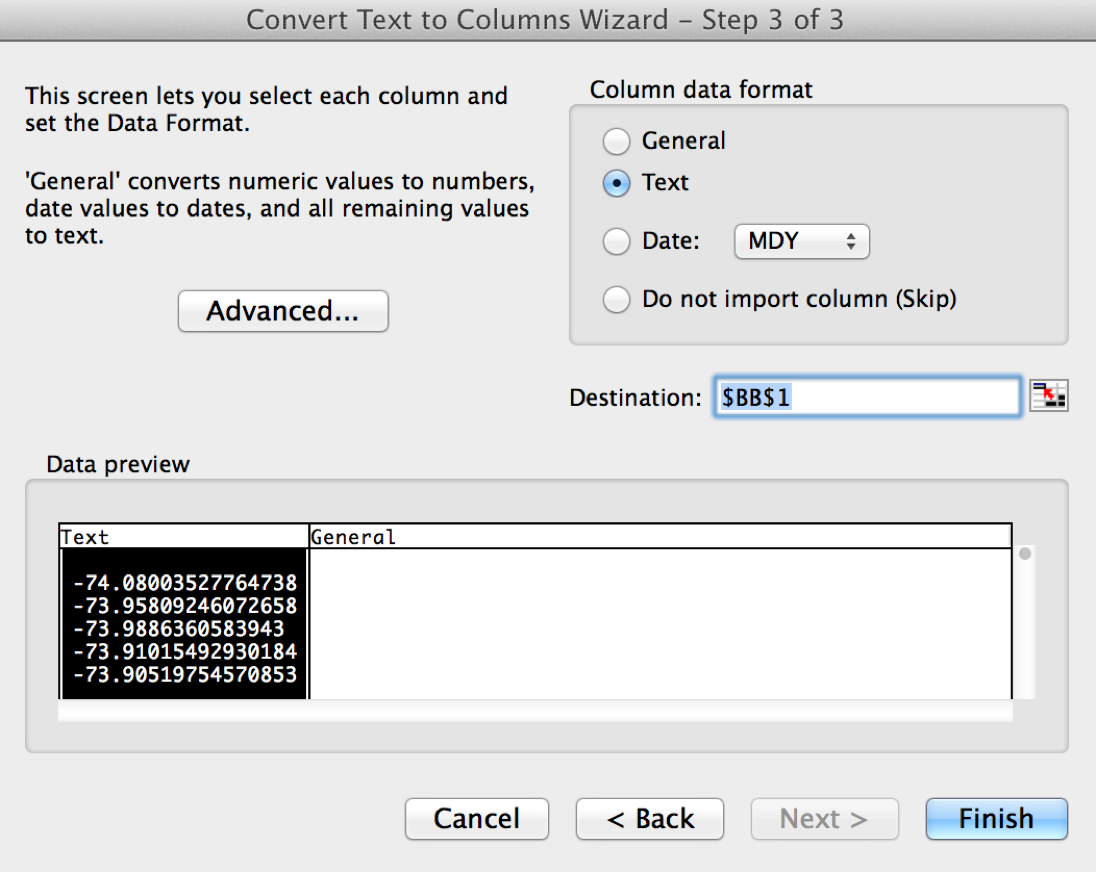 Convert Text to Columns Wizard – Step 3 of 3
This screen lets you select each column and
set the Data Format.
'General' converts numeric values to numbers,
date values to dates, and all remaining values
to text.
Advanced...
Column data format
General
Text
Date: MDY
Do not import column (Skip)
Destination: $BB$1
Data preview
Text General
-74.08003527764738
-73.95809246072658
-73.9886360583943
-73.91015492930184
-73.90519754570853
Cancel < Back Next > Finish